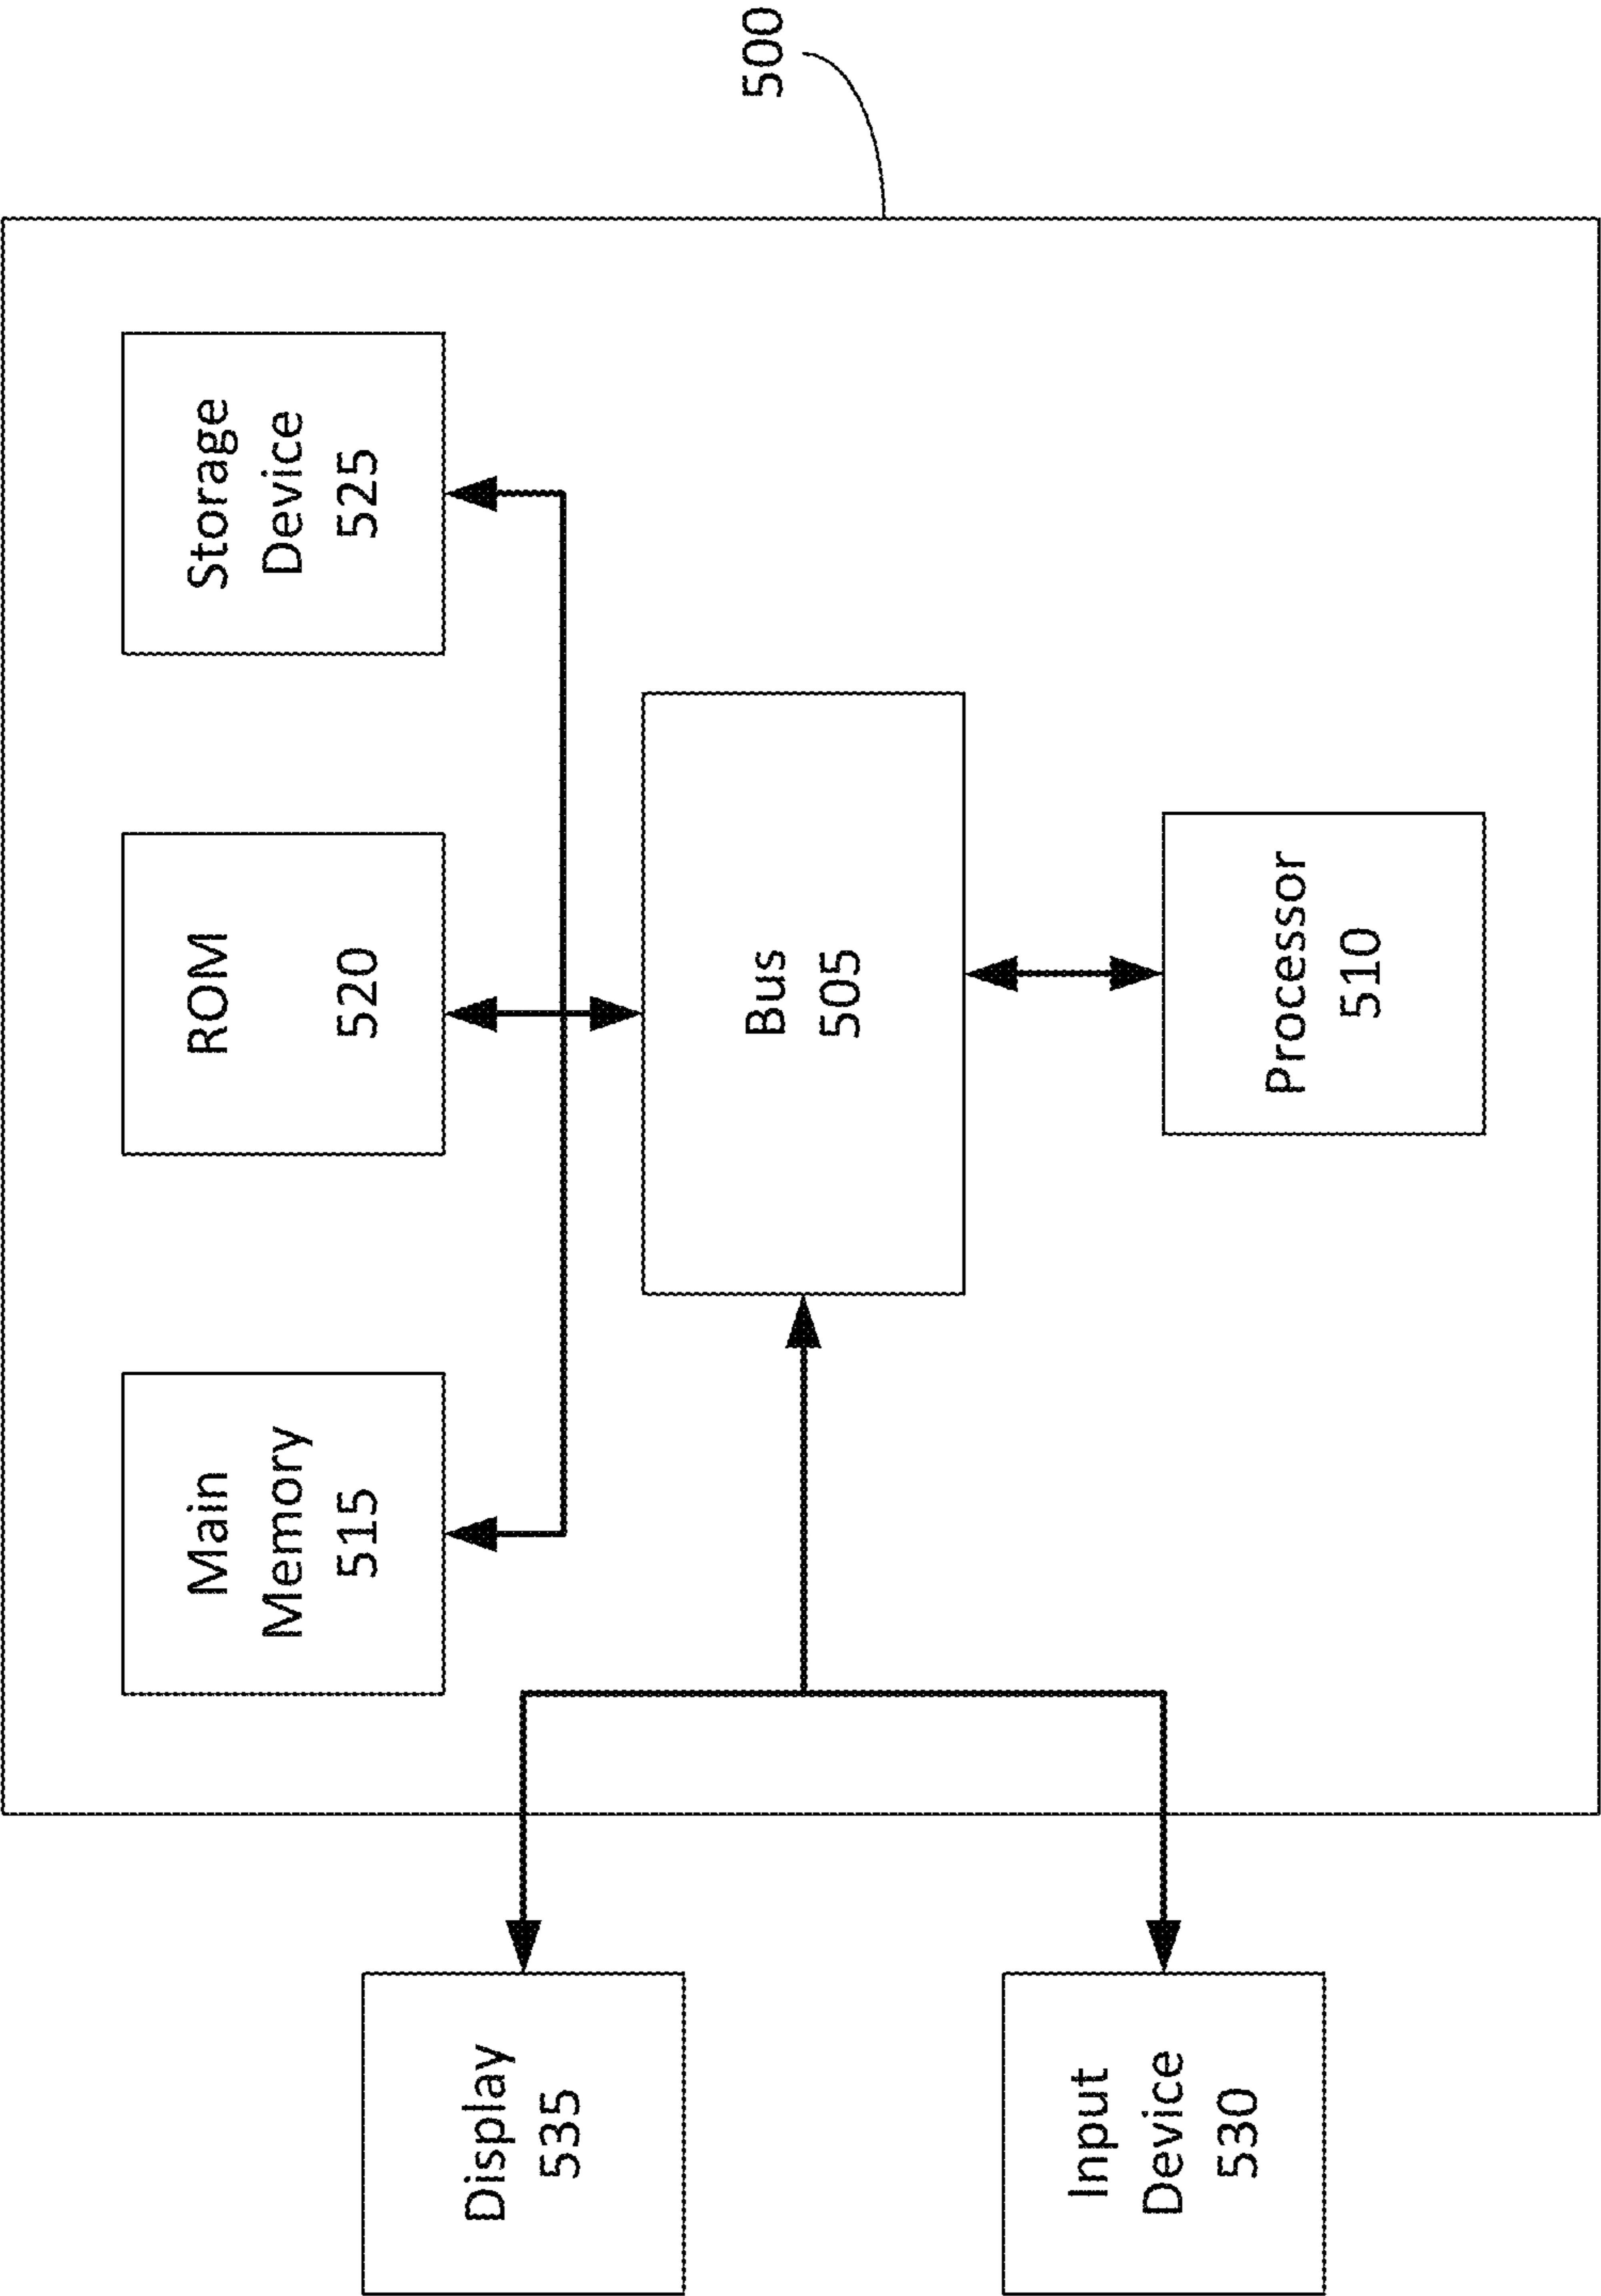 Main
Memory
515
ROM
520
Storage
Device
525
Display
535
Bus
505
500
Input
Device
530
Processor
510